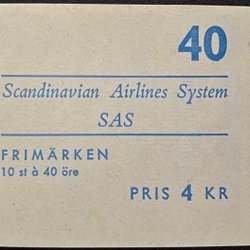 40
Scandinavian Airlines System
SAS
FRIMÄRKEN
10 st à 40 öre
PRIS 4 KR